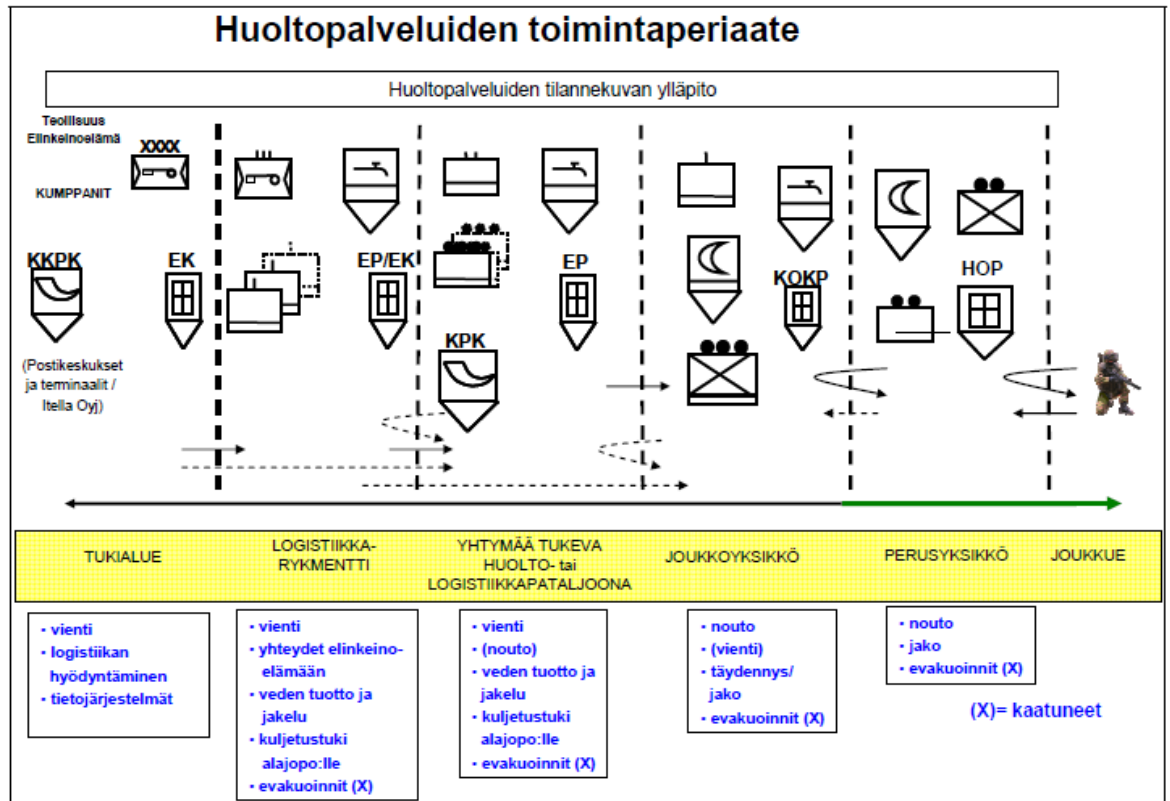 Huoltopalveluiden toimintaperiaate
Huoltopalveluiden tilannekuvan ylläpito
Teollisuus
Elinkeinoelämä
XXXX
KUMPPANIT
KKPK
EK
EP/EK
EP
KPK
KOKP
HOP
(Postikeskukset
ja terminaalit /
Itella Oyj)
TUKIALUE
LOGISTIIKKA-
RYKMENTTI
YHTYMÄÄ TUKEVA
HUOLTO- tai
LOGISTIIKKAPATALJOONA
JOUKKOYKSIKKÖ
PERUSYKSIKKÖ
JOUKKUE
• vienti
• logistiikan
hyödyntäminen
• tietojärjestelmät
• vienti
• yhteydet elinkeino-
elämään
• veden tuotto ja
jakelu
• kuljetustuki
alajopo:lle
• evakuoinnit (X)
• vienti
• (nouto)
• veden tuotto ja
jakelu
• kuljetustuki
alajopo:lle
• evakuoinnit (X)
• nouto
• (vienti)
• täydennys/
jako
• evakuoinnit (X)
• nouto
• jako
• evakuoinnit (X)
(X)= kaatuneet